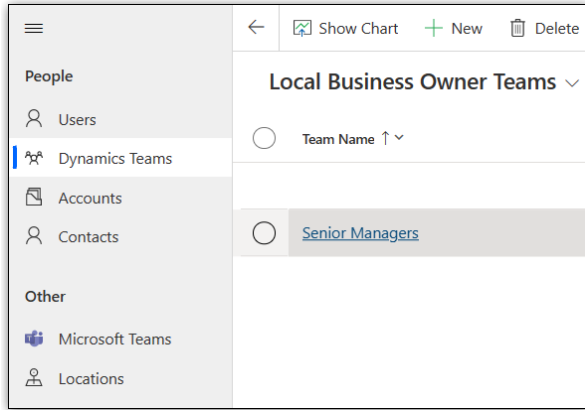 Show Chart New Delete
People
Local Business Owner Teams
Users
Team Name
Dynamics Teams
Accounts
Senior Managers
Contacts
Other
Microsoft Teams
Locations